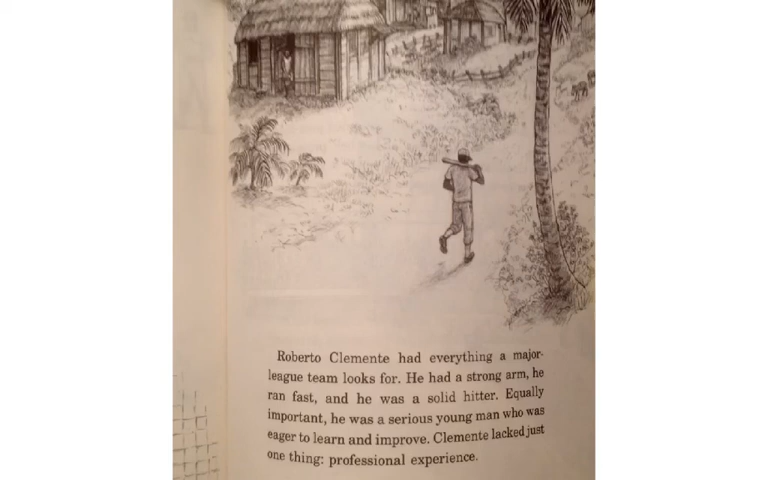 Roberto Clemente had everything a major-
league team looks for. He had a strong arm, he
ran fast, and he was a solid hitter. Equally
important, he was a serious young man who was
eager to learn and improve. Clemente lacked just
one thing: professional experience.